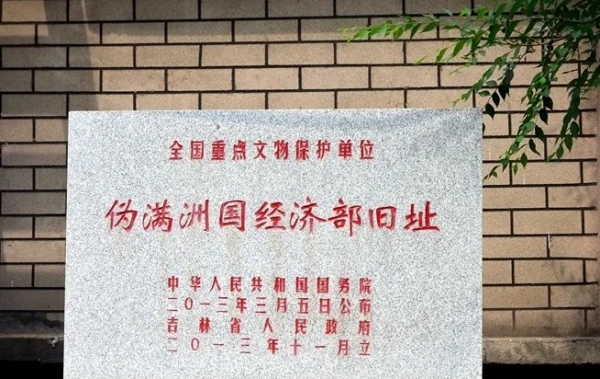 全国重点文物保护单位
伪满洲国经济部旧址
中华人民共和国国务院
二〇一三年三月五日公布
吉林省人民政府
二〇一三年十一月立